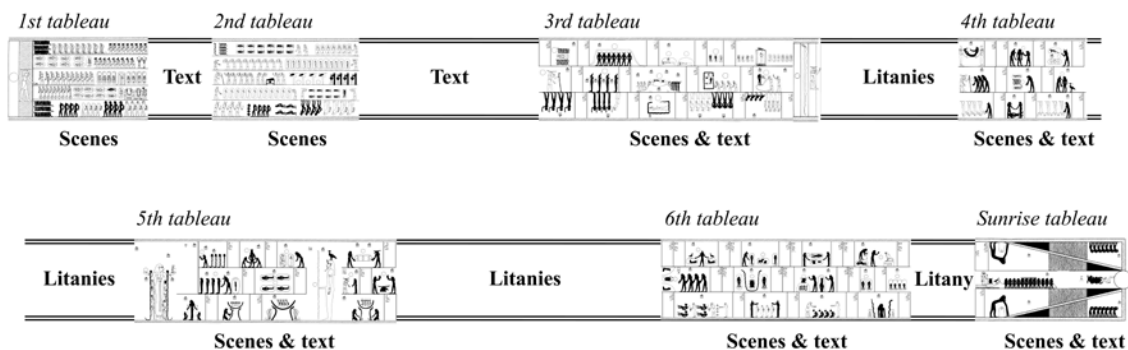 1st tableau 2nd tableau 3rd tableau 4th tableau
Text Text Litanies
Scenes Scenes Scenes & text Scenes & text
5th tableau 6th tableau Sunrise tableau
Litanies Litanies Litany
Scenes & text Scenes & text Scenes & text